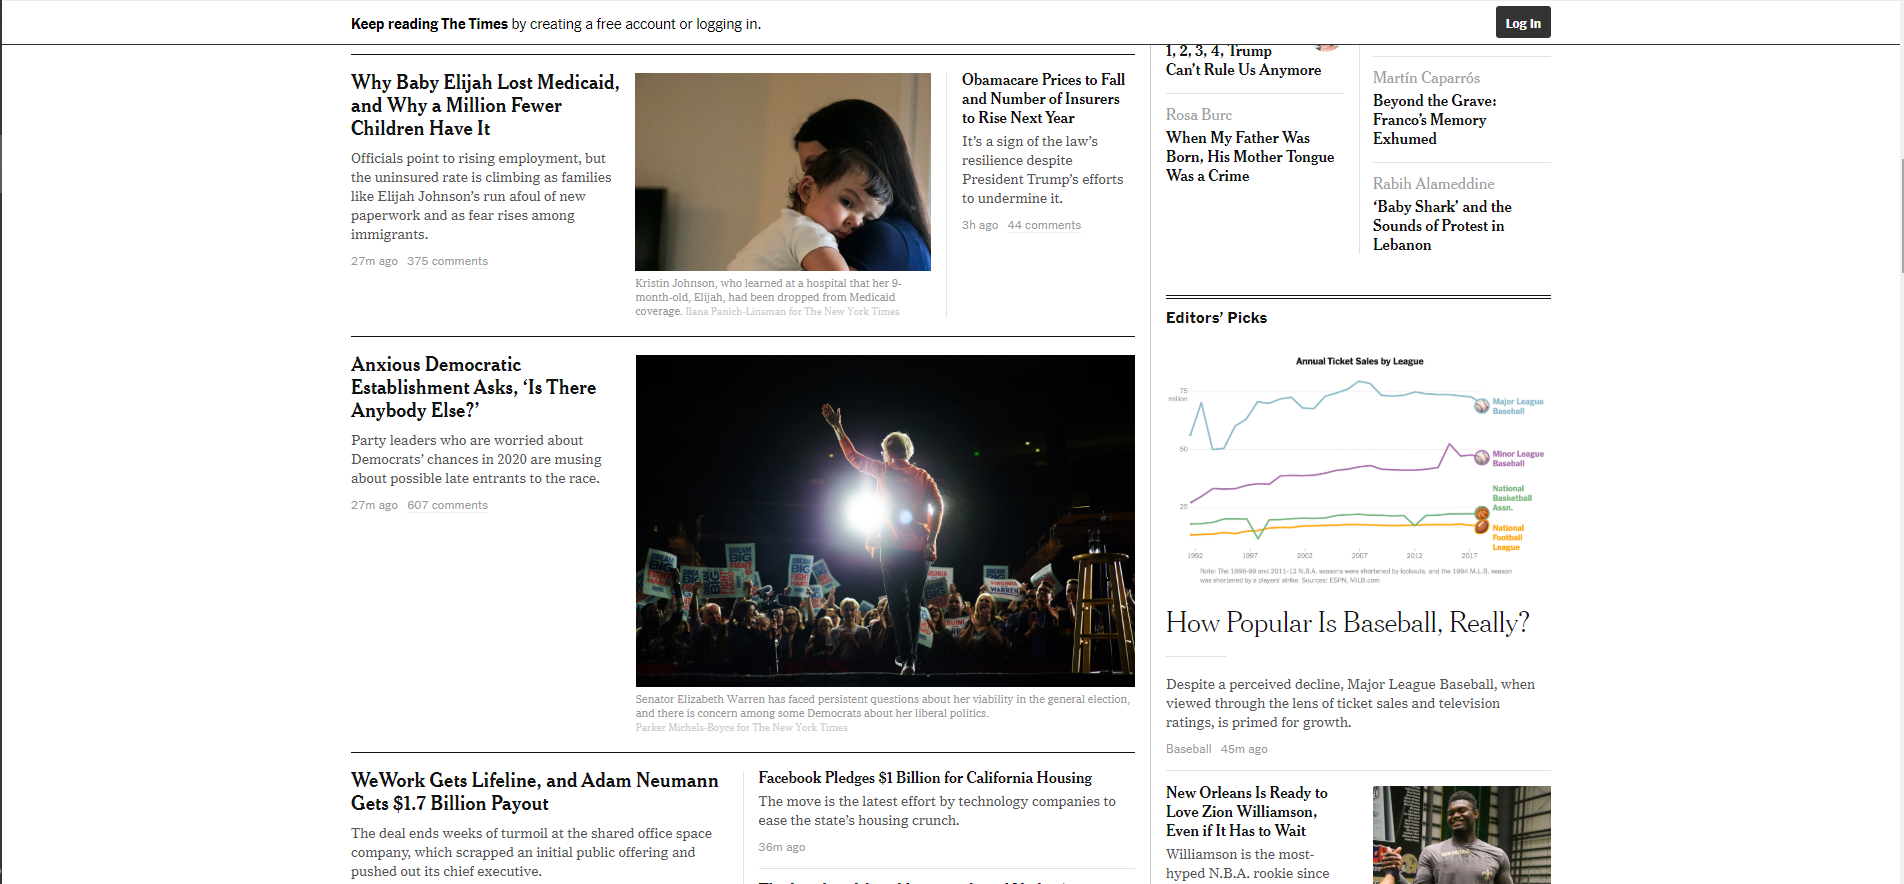 Keep reading The Times by creating a free account or logging in.
Log In
Why Baby Elijah Lost Medicaid,
and Why a Million Fewer
Children Have It
Officials point to rising employment, but
the uninsured rate is climbing as families
like Elijah Johnson's run afoul of new
paperwork and as fear rises among
immigrants.
27m ago 375 comments
Kristin Johnson, who learned at a hospital that her 9-
month-old, Elijah, had been dropped from Medicaid
coverage. Ilana Panich-Linsman for The New York Times
Obamacare Prices to Fall
and Number of Insurers
to Rise Next Year
It's a sign of the law's
resilience despite
President Trump's efforts
to undermine it.
3h ago 44 comments
Anxious Democratic
Establishment Asks, 'Is There
Anybody Else?'
Party leaders who are worried about
Democrats' chances in 2020 are musing
about possible late entrants to the race.
27m ago 607 comments
DREAM
BIG
FIGHT
DREAM
BIG
FIGHT
HARD
BIG
DREAM
BIG
VIRGINIA
WARREN
Senator Elizabeth Warren has faced persistent questions about her viability in the general election,
and there is concern among some Democrats about her liberal politics.
Parker Michels-Boyce for The New York Times
WeWork Gets Lifeline, and Adam Neumann
Gets $1.7 Billion Payout
The deal ends weeks of turmoil at the shared office space
company, which scrapped an initial public offering and
pushed out its chief executive.
Facebook Pledges $1 Billion for California Housing
The move is the latest effort by technology companies to
ease the state's housing crunch.
36m ago
1, 2, 3, 4, Trump
Can't Rule Us Anymore
Rosa Burc
When My Father Was
Born, His Mother Tongue
Was a Crime
Martín Caparrós
Beyond the Grave:
Franco's Memory
Exhumed
Rabih Alameddine
'Baby Shark' and the
Sounds of Protest in
Lebanon
Editors' Picks
Annual Ticket Sales by League
75
million
50
25
Major League
Baseball
Minor League
Baseball
National
Basketball
Assn.
National
Football
League
1992 1997 2002 2007 2012 2017
Note: The 1998-99 and 2011-12 N.B.A. seasons were shortened by lockouts, and the 1994 M.L.B. season
was shortened by a players' strike. Sources: ESPN, MiLB.com
How Popular Is Baseball, Really?
Despite a perceived decline, Major League Baseball, when
viewed through the lens of ticket sales and television
ratings, is primed for growth.
Baseball 45m ago
New Orleans Is Ready to
Love Zion Williamson,
Even if It Has to Wait
Williamson is the most-
hyped N.B.A. rookie since